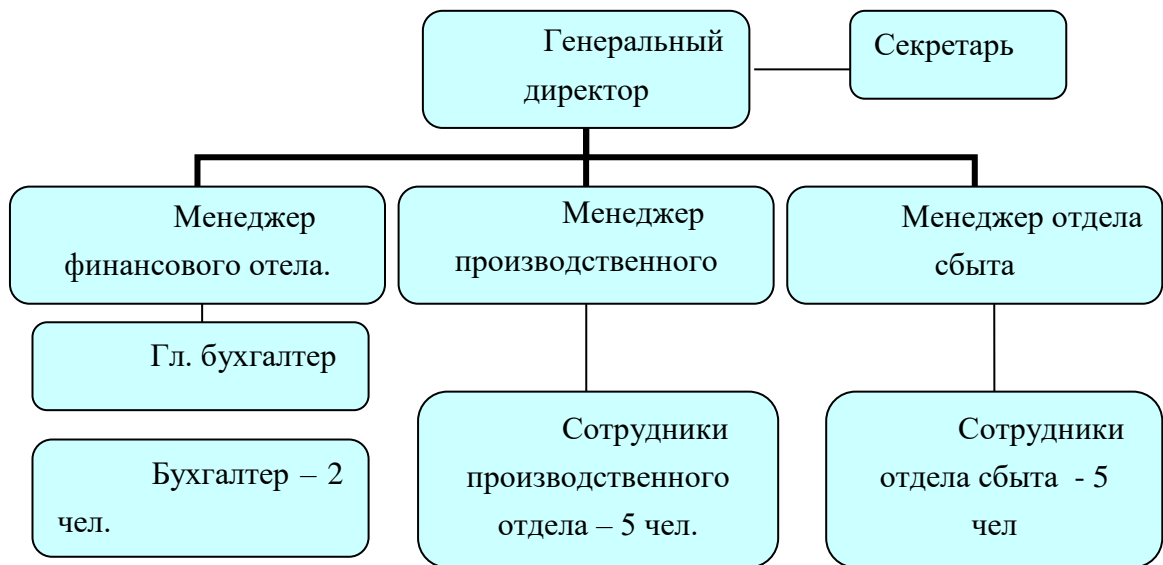 Генеральный
директор
Секретарь
Менеджер
финансового отела.
Менеджер
производственного
Менеджер отдела
сбыта
Гл. бухгалтер
Бухгалтер – 2
чел.
Сотрудники
производственного
отдела – 5 чел.
Сотрудники
отдела сбыта - 5
чел